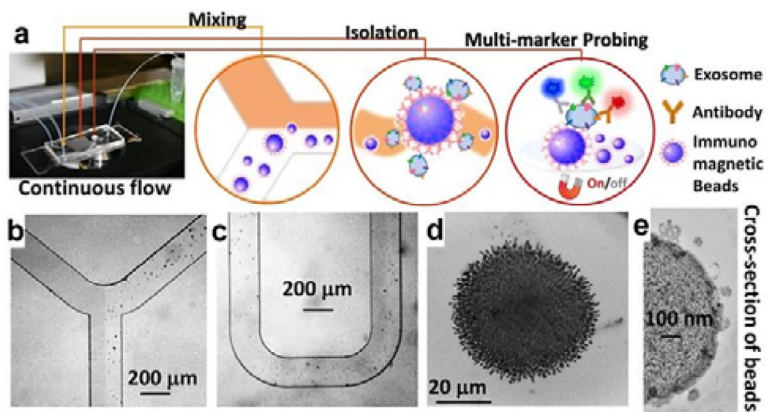 a
Mixing
Isolation
Multi-marker Probing
Continuous flow
On/off
Exosome
Antibody
Immuno
magnetic
Beads
b
200 μm
c
200 μm
d
20 μm
e
100 nm
Cross-section of beads